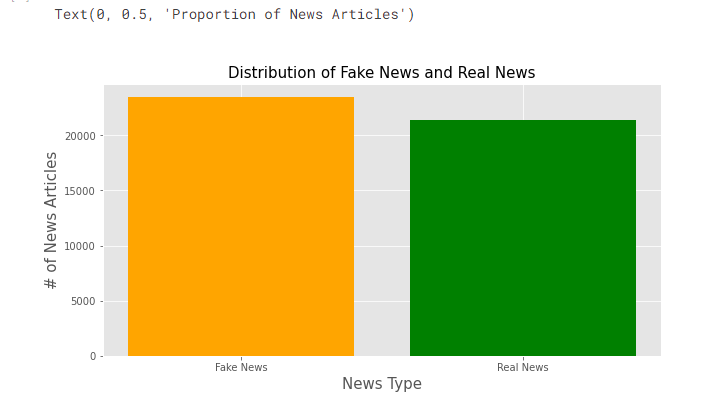 Text(0, 0.5, 'Proportion of News Articles')
Distribution of Fake News and Real News
# of News Articles
20000
15000
10000
5000
0
Fake News
Real News
News Type